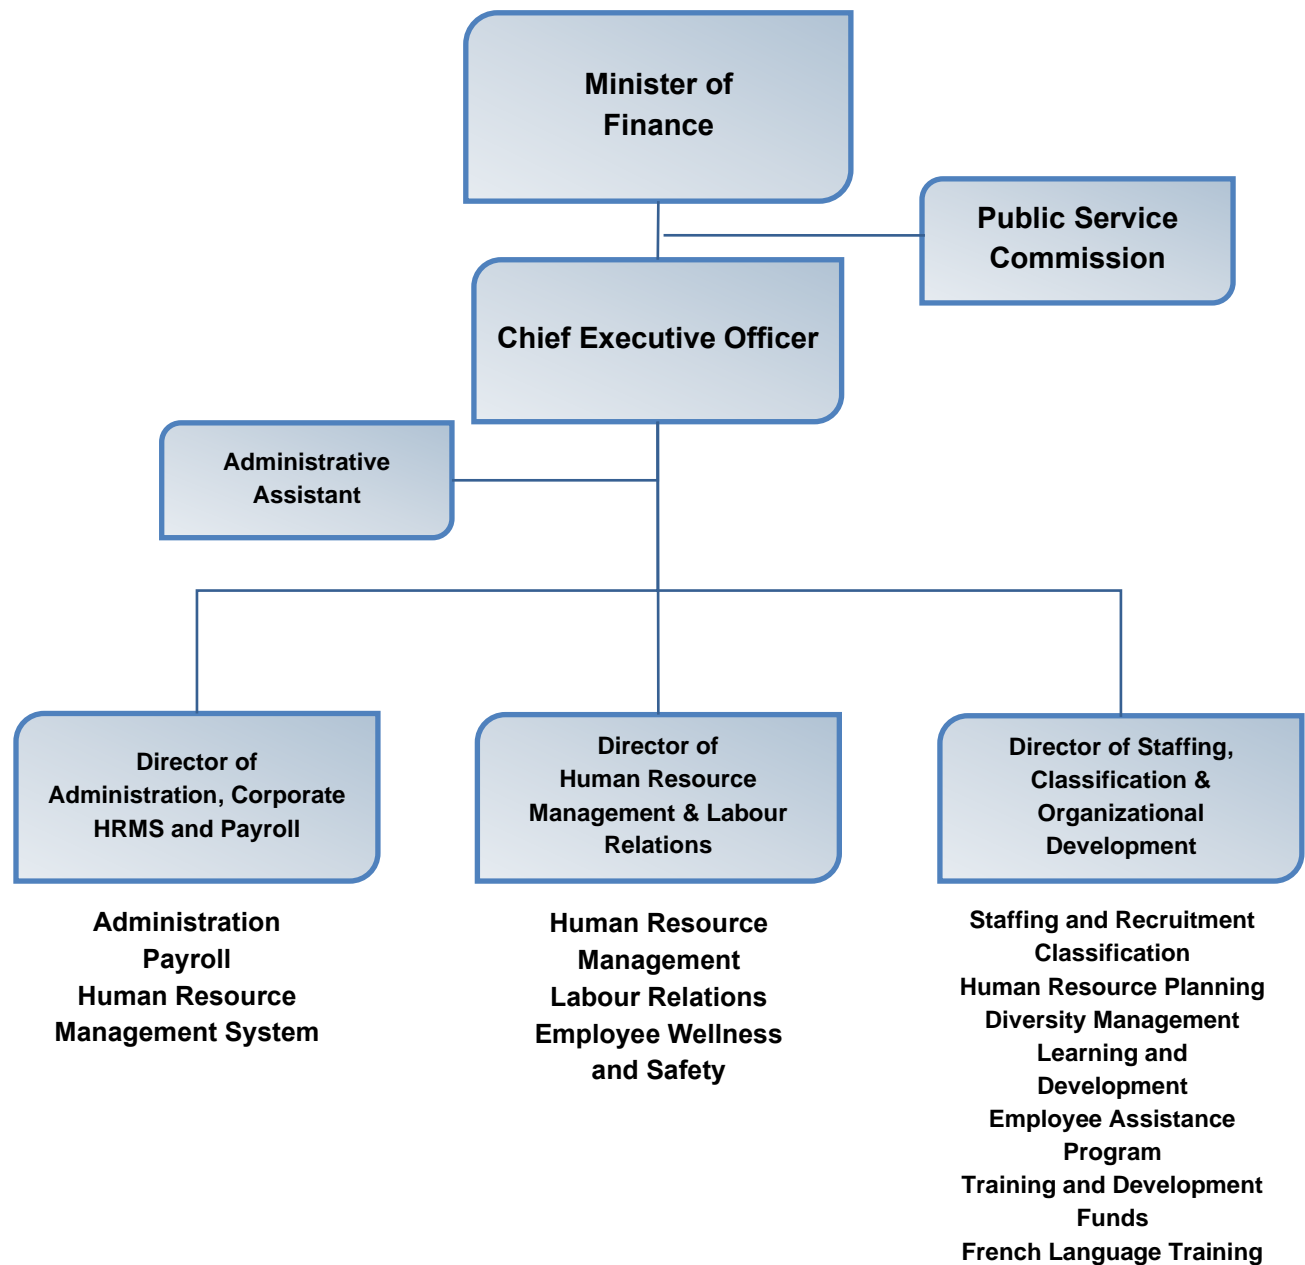 Minister of
Finance
Public Service
Commission
Chief Executive Officer
Administrative
Assistant
Director of
Administration, Corporate
HRMS and Payroll
Director of
Human Resource
Management & Labour
Relations
Director of Staffing,
Classification &
Organizational
Development
Administration
Payroll
Human Resource
Management System
Human Resource
Management
Labour Relations
Employee Wellness
and Safety
Staffing and Recruitment
Classification
Human Resource Planning
Diversity Management
Learning and
Development
Employee Assistance
Program
Training and Development
Funds
French Language Training